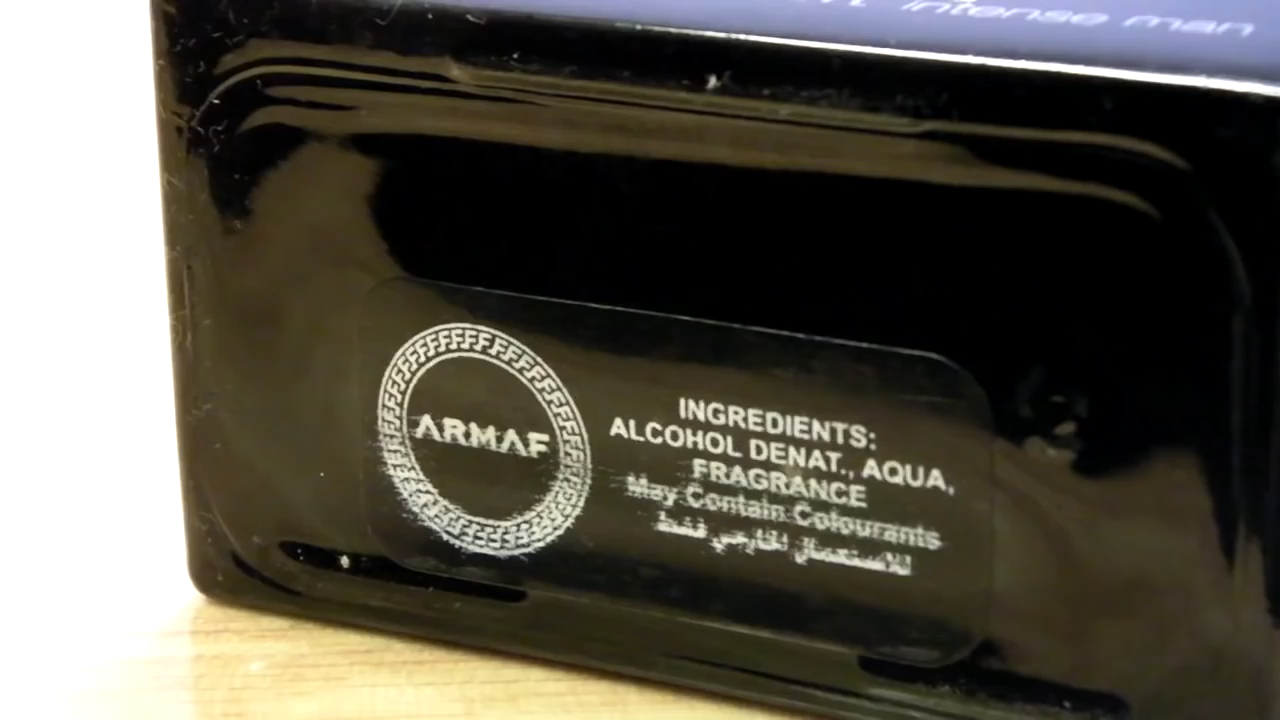 intense man
ARMAF
INGREDIENTS:
ALCOHOL DENAT., AQUA,
FRAGRANCE
May Contain Colourants
للاستعمال الخارجي فقط